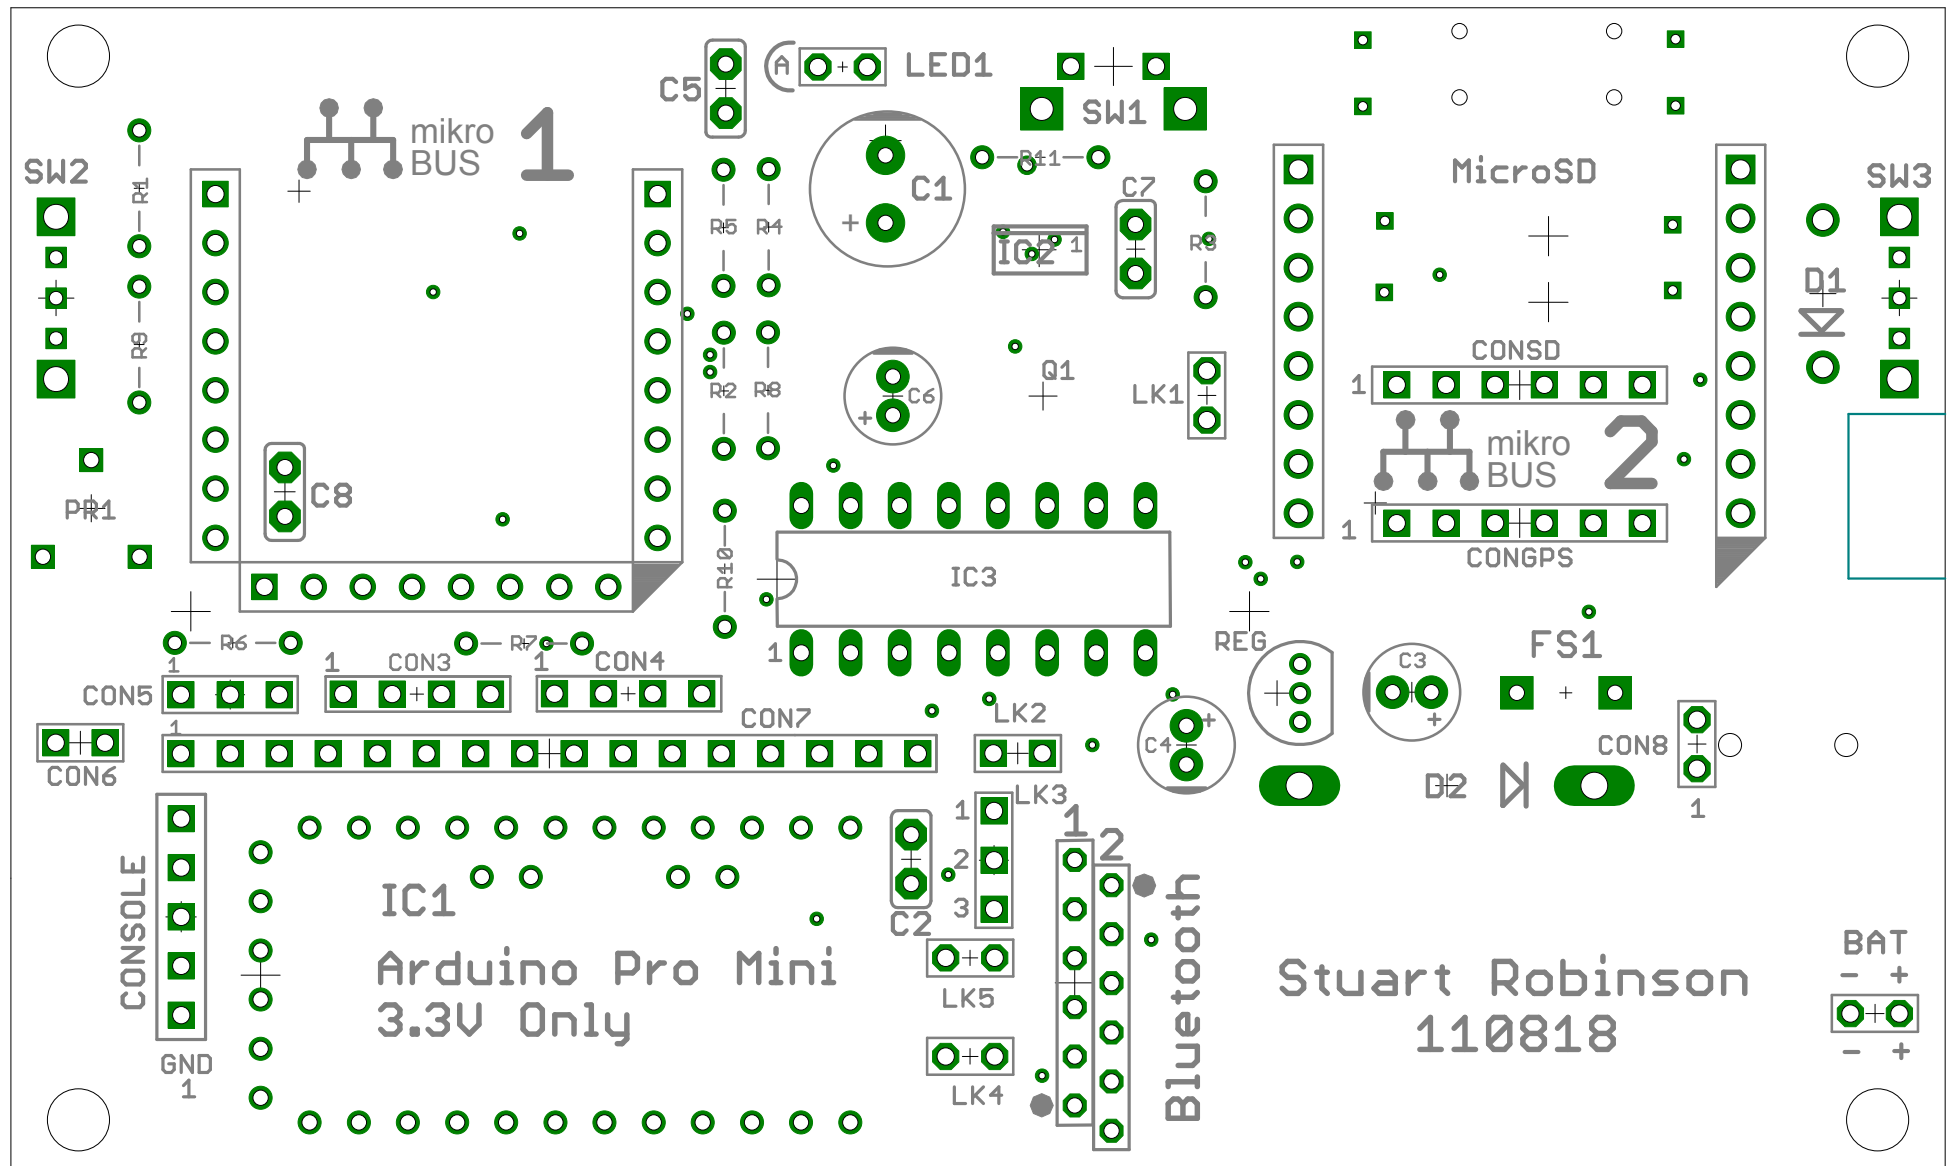 A
LED1
C5
SW1
mikro
BUS
1
SW2
R1
R11
MicroSD
SW3
C1
+
C7
R5
R4
R3
IC2
1
D1
R9
CONSD
1
Q1
LK1
R2
R8
C6
+
mikro
BUS
2
C8
PR1
1
CONGPS
R10
IC3
1
REG
R6
R7
FS1
1
CON5
1
CON3
1
CON4
C3
+
1
CON7
LK2
C4
+
CON8
CON6
D2
1
LK3
1
2
3
1
2
CONSOLE
IC1
C2
Arduino Pro Mini
3.3V Only
Bluetooth
LK5
LK4
Stuart Robinson
110818
BAT
- +
- +
GND
1